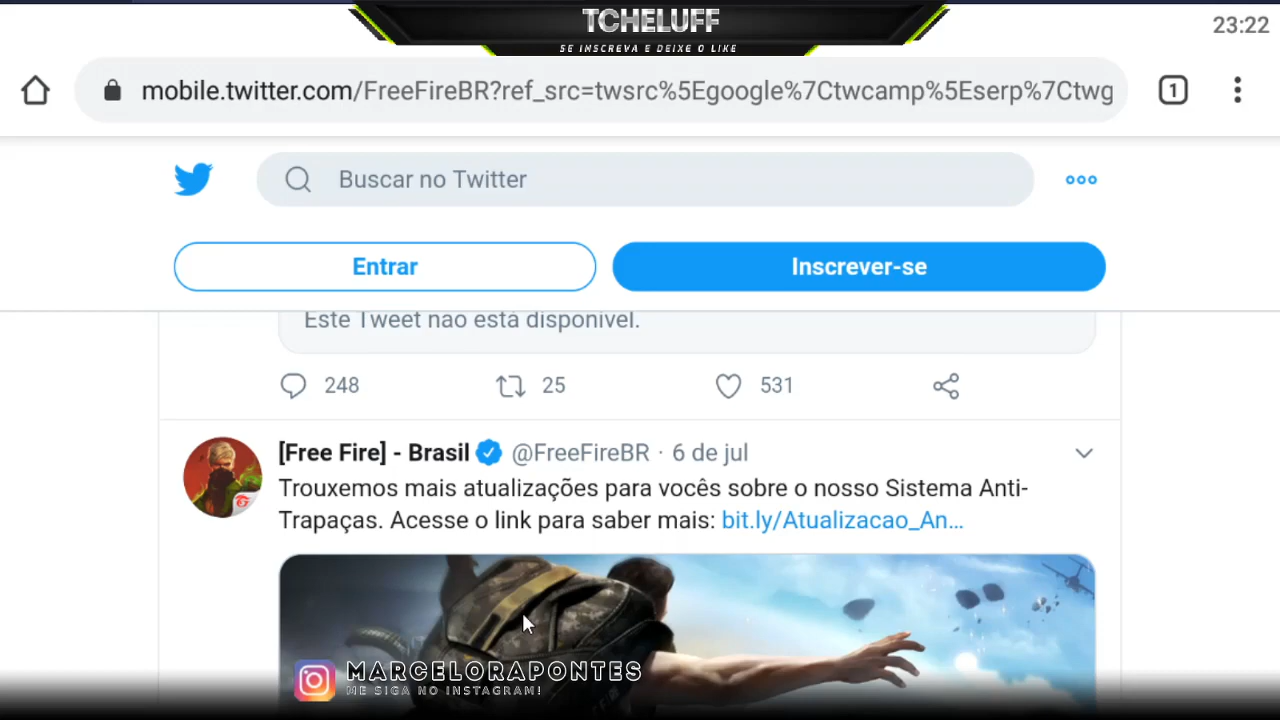 TCHELUFF
SE INSCREVA E DEIXE O LIKE
23:22
mobile.twitter.com/FreeFireBR?ref_src=twsrc%5Egoogle%7Ctwcamp%5Eserp%7Ctwg
1
Buscar no Twitter
Entrar
Inscrever-se
Este Tweet não está disponível.
248
25
531
[Free Fire] - Brasil @FreeFireBR · 6 de jul
Trouxemos mais atualizações para vocês sobre o nosso Sistema Anti-
Trapaças. Acesse o link para saber mais: bit.ly/Atualizacao_An...
MARCELORAPONTES
ME SIGA NO INSTAGRAM!